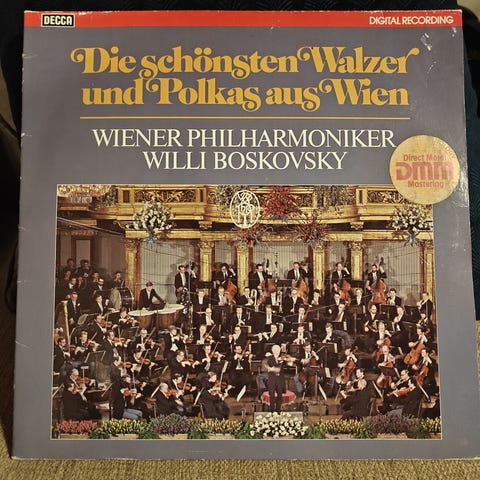 DECCA
DIGITAL RECORDING
Die schönsten Walzer
und Polkas aus Wien
WIENER PHILHARMONIKER
WILLI BOSKOVSKY
Direct Metal
DMM
Mastering